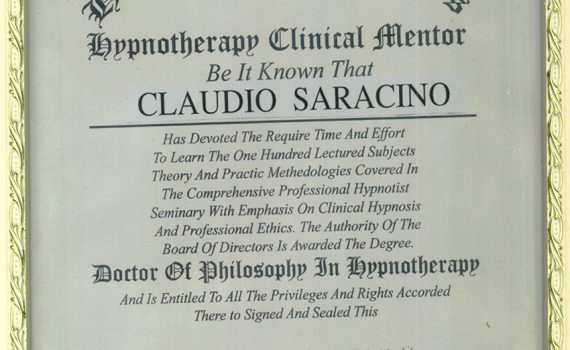 Hypnotherapy Clinical Mentor
Be It Known That
CLAUDIO SARACINO
Has Devoted The Require Time And Effort
To Learn The One Hundred Lectured Subjects
Theory And Practic Methedologies Covered In
The Comprehensive Professional Hypnotist
Seminary With Emphasis On Clinical Hypnosis
And Professional Ethics. The Authority Of The
Board Of Directors Is Awarded The Degree.
Doctor Of Philosophy In Hypnotherapy
And Is Entitled To All The Privileges And Rights Accorded
There to Signed And Sealed This